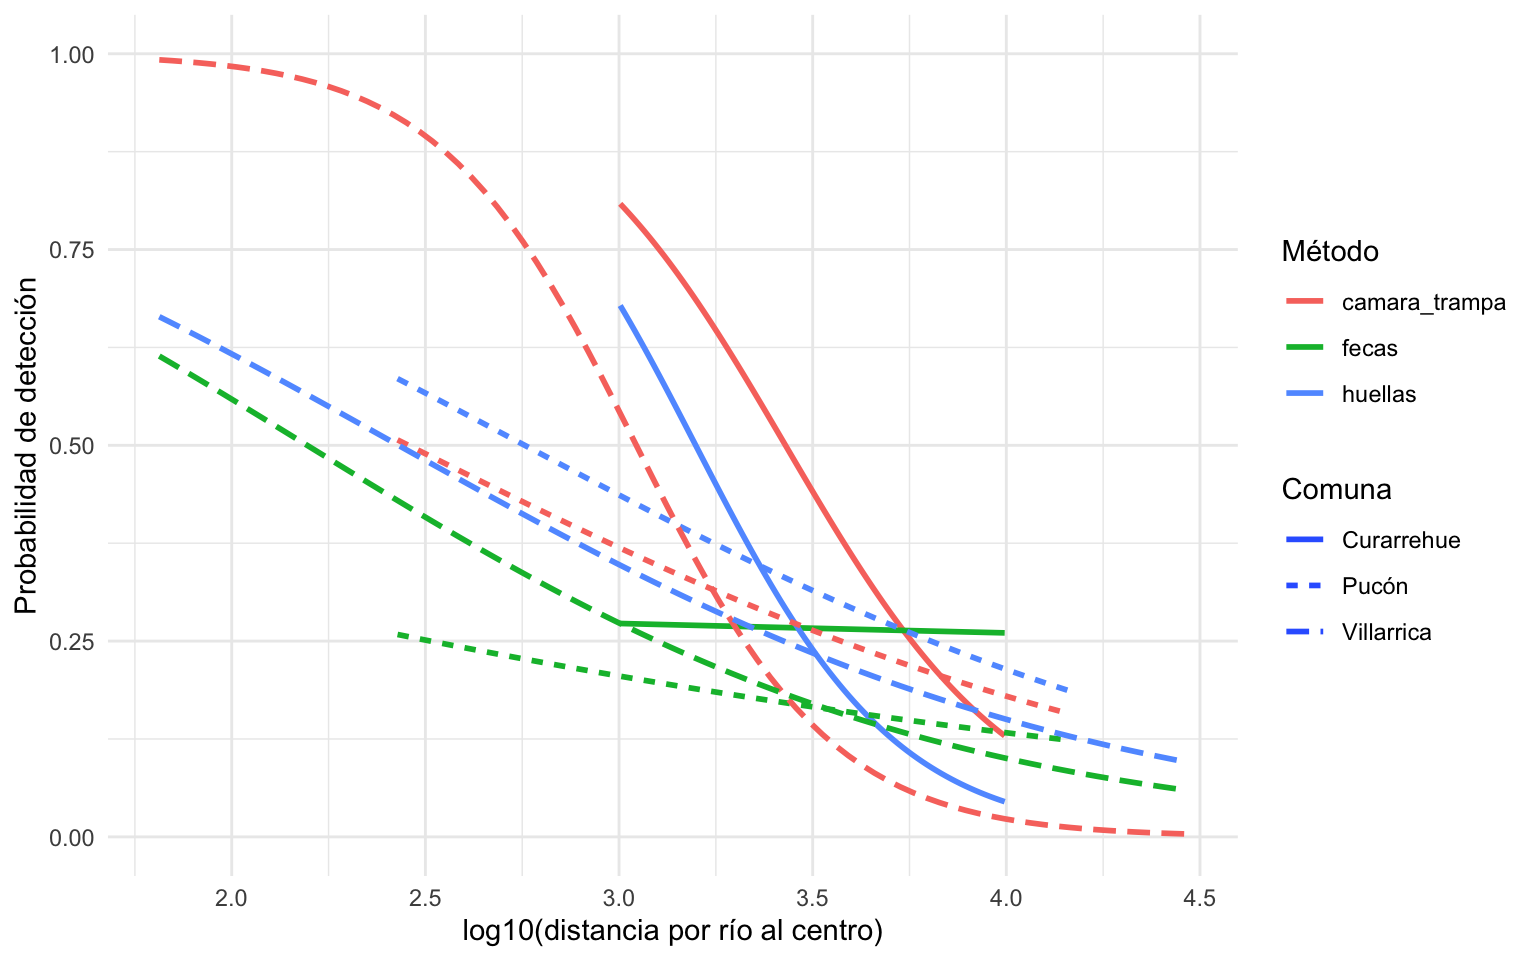 1.00
0.75
0.50
0.25
0.00
Probabilidad de detección
2.0 2.5 3.0 3.5 4.0 4.5
log10(distancia por río al centro)
Método
camara_trampa
fecas
huellas
Comuna
Curarrehue
Pucón
Villarrica